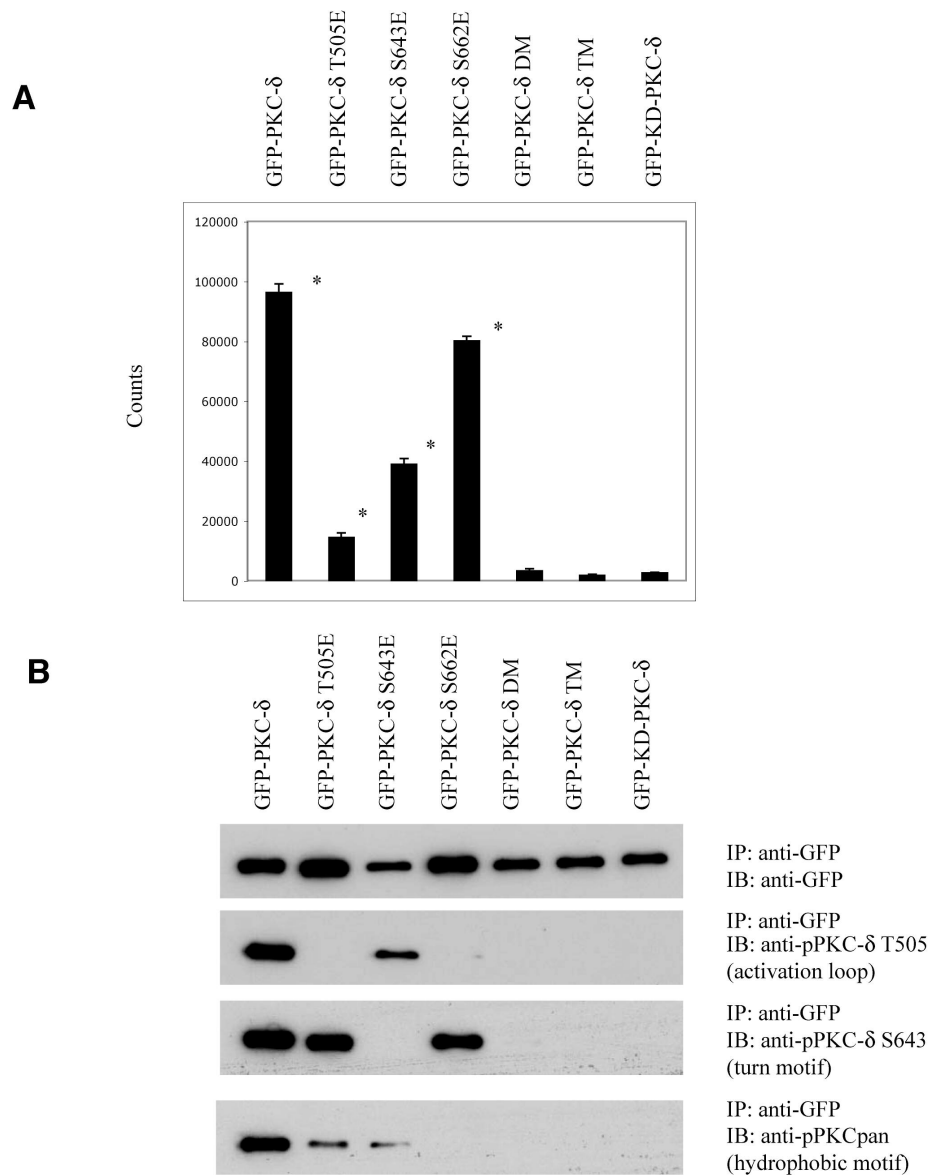 A
GFP-PKC-δ
GFP-PKC-δ T505E
GFP-PKC-δ S643E
GFP-PKC-δ S662E
GFP-PKC-δ DM
GFP-PKC-δ TM
GFP-KD-PKC-δ
Counts
120000
100000
80000
60000
40000
20000
0
*
*
*
*
B
GFP-PKC-δ
GFP-PKC-δ T505E
GFP-PKC-δ S643E
GFP-PKC-δ S662E
GFP-PKC-δ DM
GFP-PKC-δ TM
GFP-KD-PKC-δ
IP: anti-GFP
IB: anti-GFP
IP: anti-GFP
IB: anti-pPKC-δ T505
(activation loop)
IP: anti-GFP
IB: anti-pPKC-δ S643
(turn motif)
IP: anti-GFP
IB: anti-pPKCpan
(hydrophobic motif)